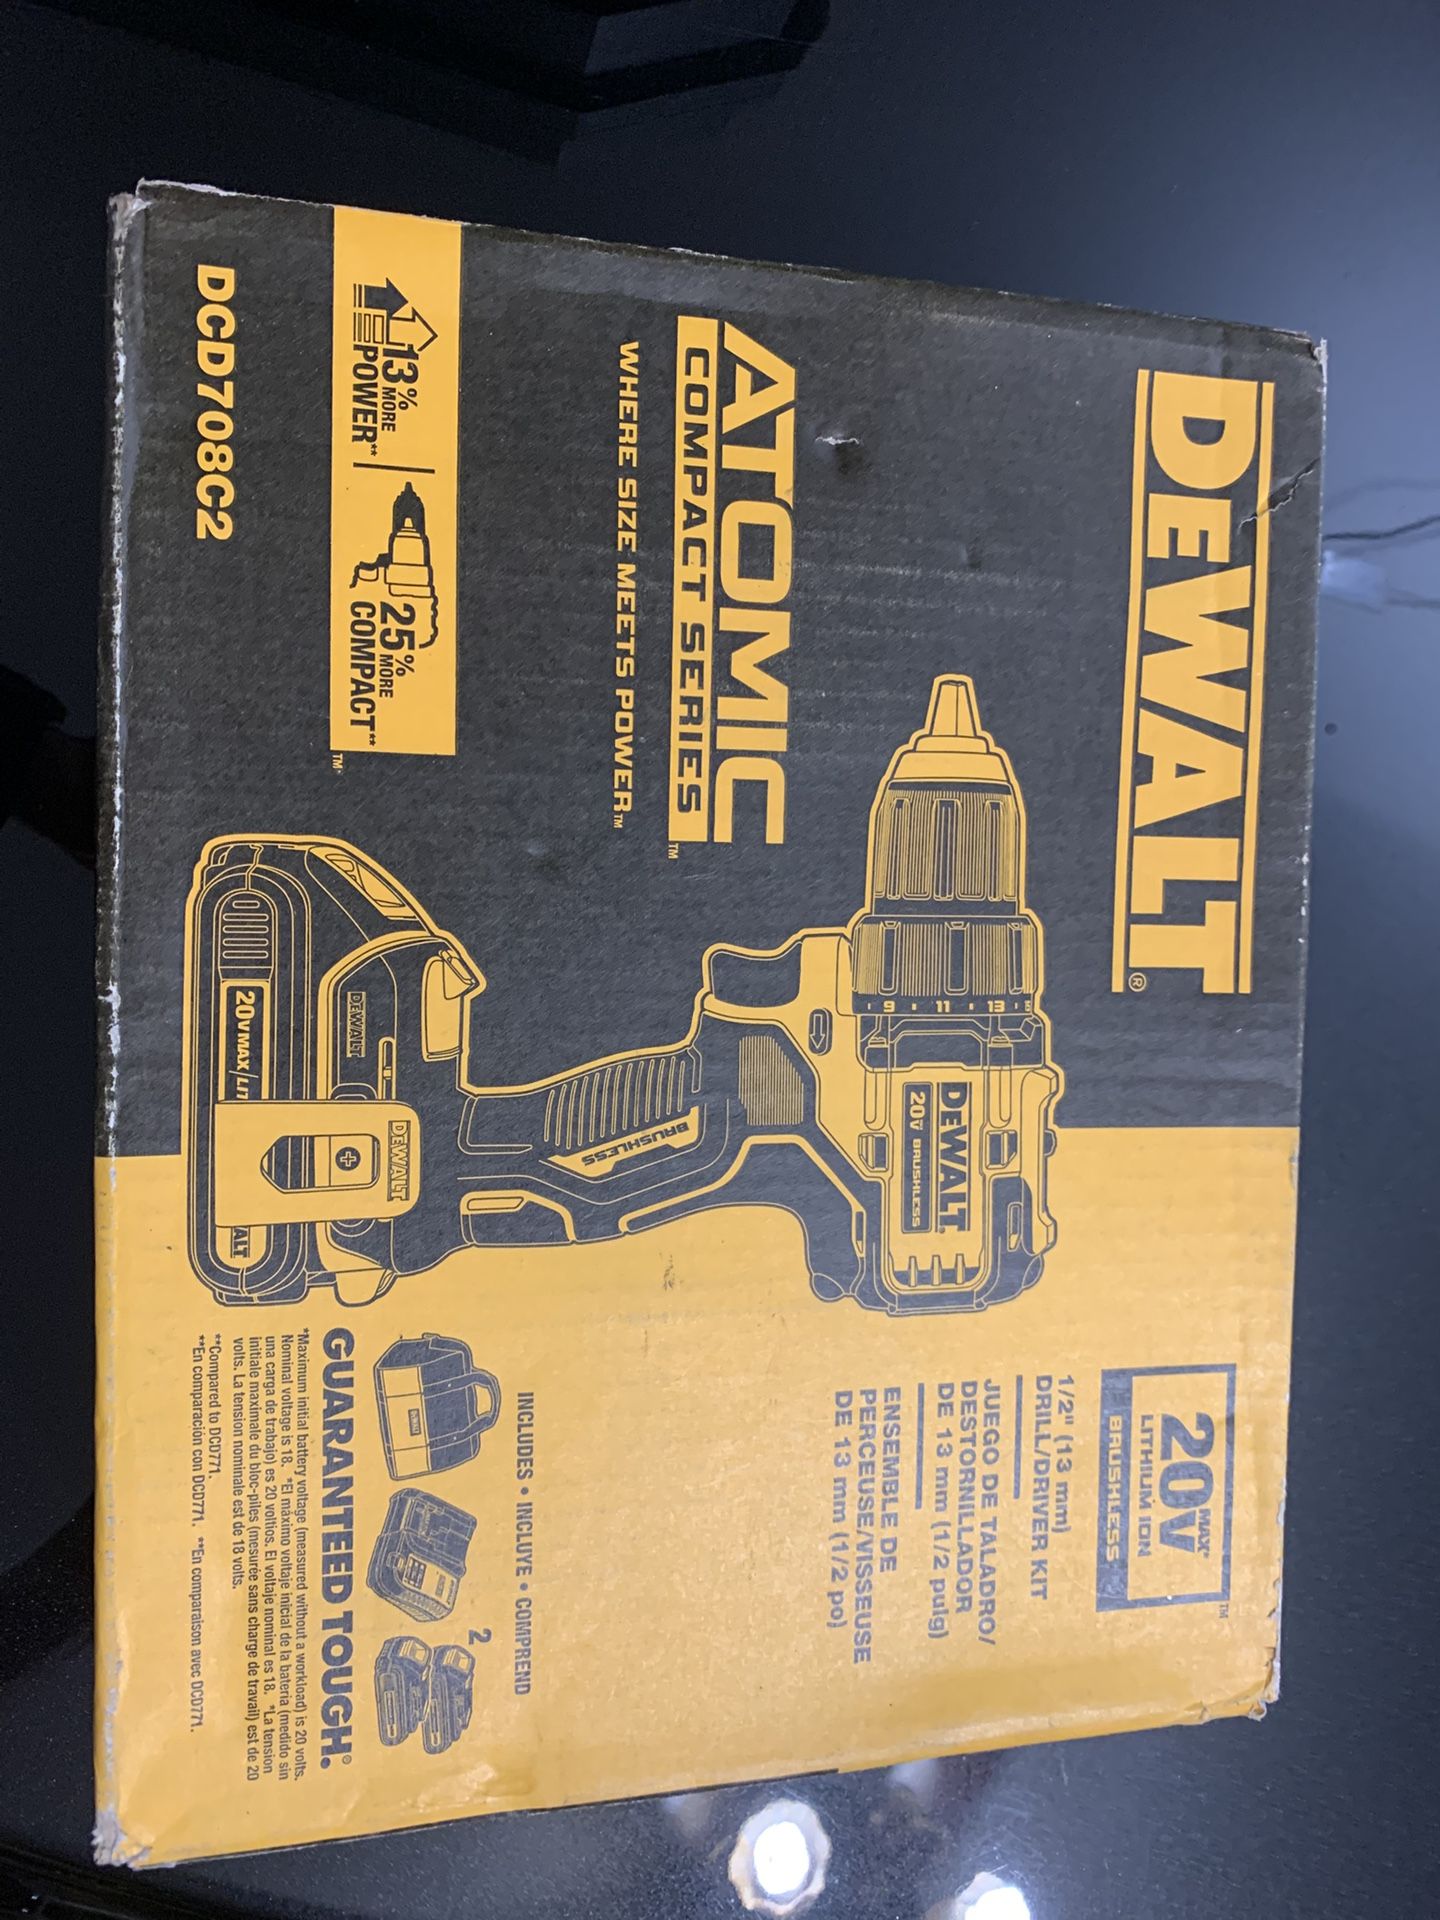 DEWALT®
20V MAX* TM
LITHIUM ION
BRUSHLESS
1/2" (13 mm)
DRILL/DRIVER KIT
JUEGO DE TALADRO/
DESTORNILLADOR
DE 13 mm (1/2 pulg)
ENSEMBLE DE
PERCEUSE/VISSEUSE
DE 13 mm (1/2 po)
ATOMIC
COMPACT SERIES™
WHERE SIZE MEETS POWER™
9 11 13
DEWALT
20V BRUSHLESS
BRUSHLESS
DEWALT
DEWALT
20V MAX/LIT
ALT
13% MORE
POWER**
25% MORE
COMPACT**
TM
DCD708C2
INCLUDES • INCLUYE • COMPREND
2
GUARANTEED TOUGH.®
*Maximum initial battery voltage (measured without a workload) is 20 volts.
Nominal voltage is 18. *El máximo voltaje inicial de la batería (medido sin
una carga de trabajo) es 20 voltios. El voltaje nominal es 18. *La tension
initiale maximale du bloc-piles (mesurée sans charge de travail) est de 20
volts. La tension nominale est de 18 volts.
**Compared to DCD771.
**En comparación con DCD771. **En comparaison avec DCD771.